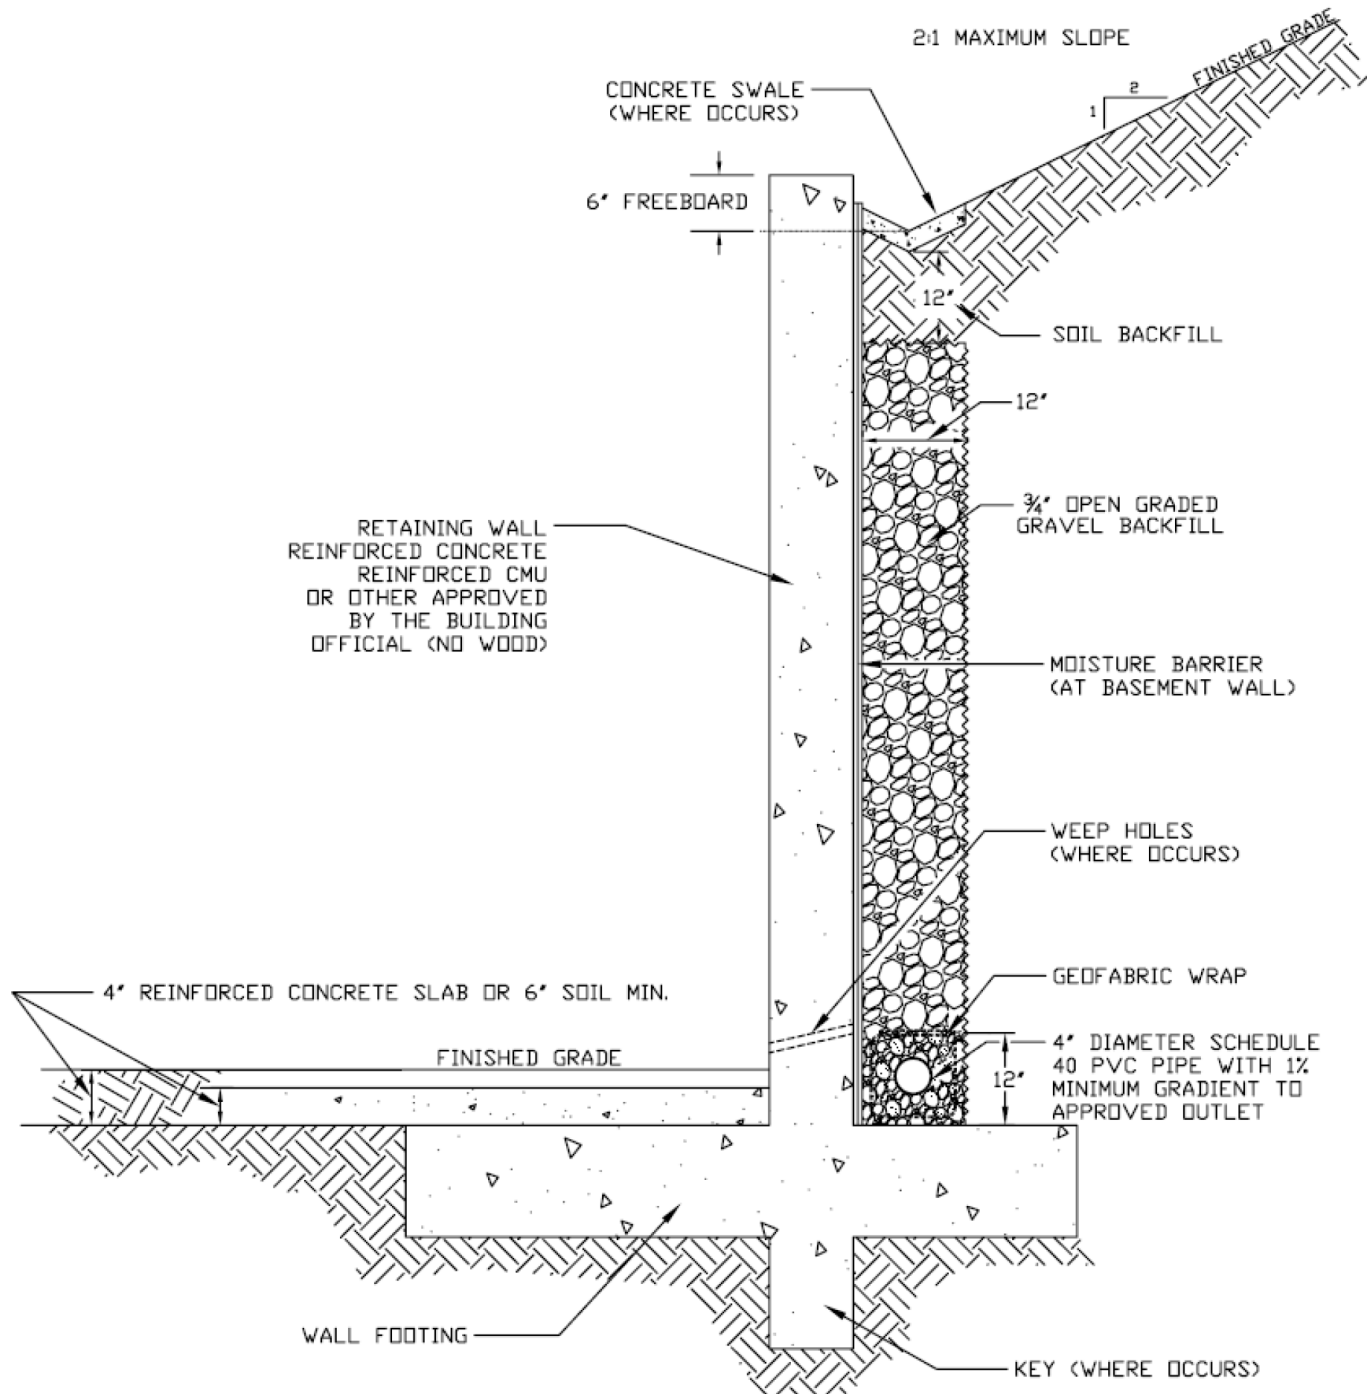 2:1 MAXIMUM SLOPE
FINISHED GRADE
2
1
CONCRETE SWALE
(WHERE OCCURS)
6" FREEBOARD
12"
SOIL BACKFILL
12"
¾" OPEN GRADED
GRAVEL BACKFILL
RETAINING WALL
REINFORCED CONCRETE
REINFORCED CMU
OR OTHER APPROVED
BY THE BUILDING
OFFICIAL (NO WOOD)
MOISTURE BARRIER
(AT BASEMENT WALL)
WEEP HOLES
(WHERE OCCURS)
GEOFABRIC WRAP
4" REINFORCED CONCRETE SLAB OR 6" SOIL MIN.
FINISHED GRADE
12"
4" DIAMETER SCHEDULE
40 PVC PIPE WITH 1%
MINIMUM GRADIENT TO
APPROVED OUTLET
WALL FOOTING
KEY (WHERE OCCURS)